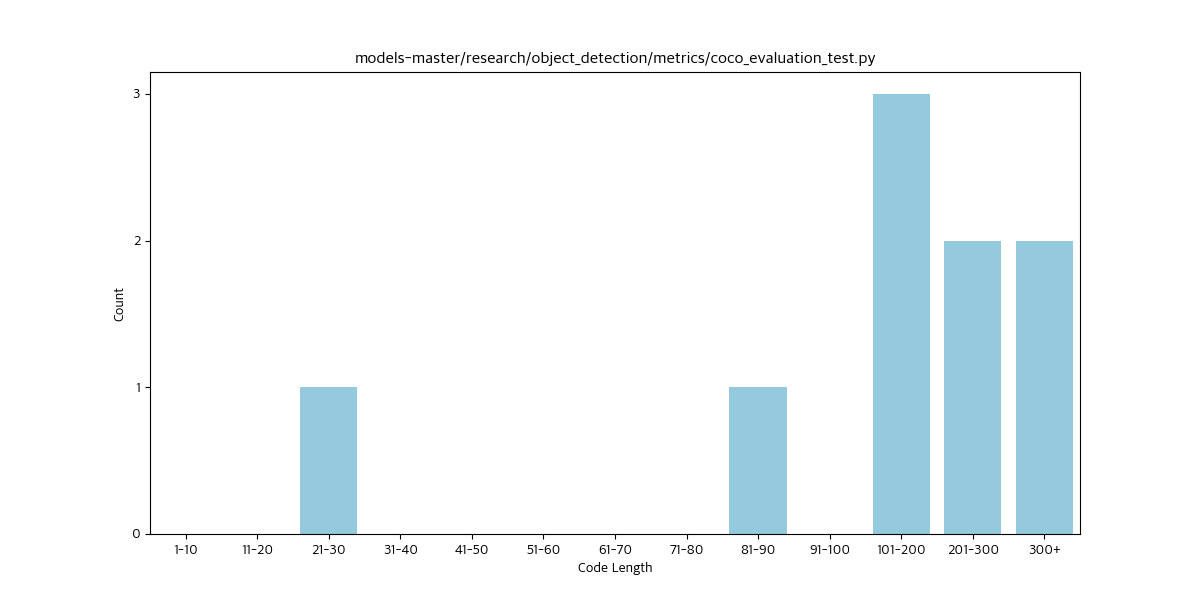 models-master/research/object_detection/metrics/coco_evaluation_test.py
3
2
1
0
Count
1-10 11-20 21-30 31-40 41-50 51-60 61-70 71-80 81-90 91-100 101-200 201-300 300+
Code Length